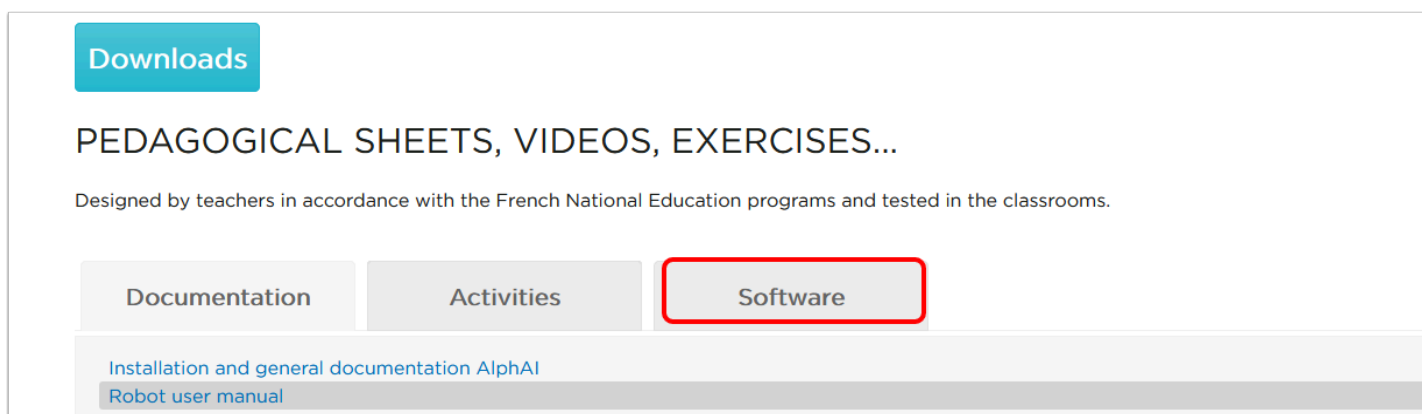 Downloads
PEDAGOGICAL SHEETS, VIDEOS, EXERCISES...
Designed by teachers in accordance with the French National Education programs and tested in the classrooms.
Documentation Activities Software
Installation and general documentation AlphAI
Robot user manual